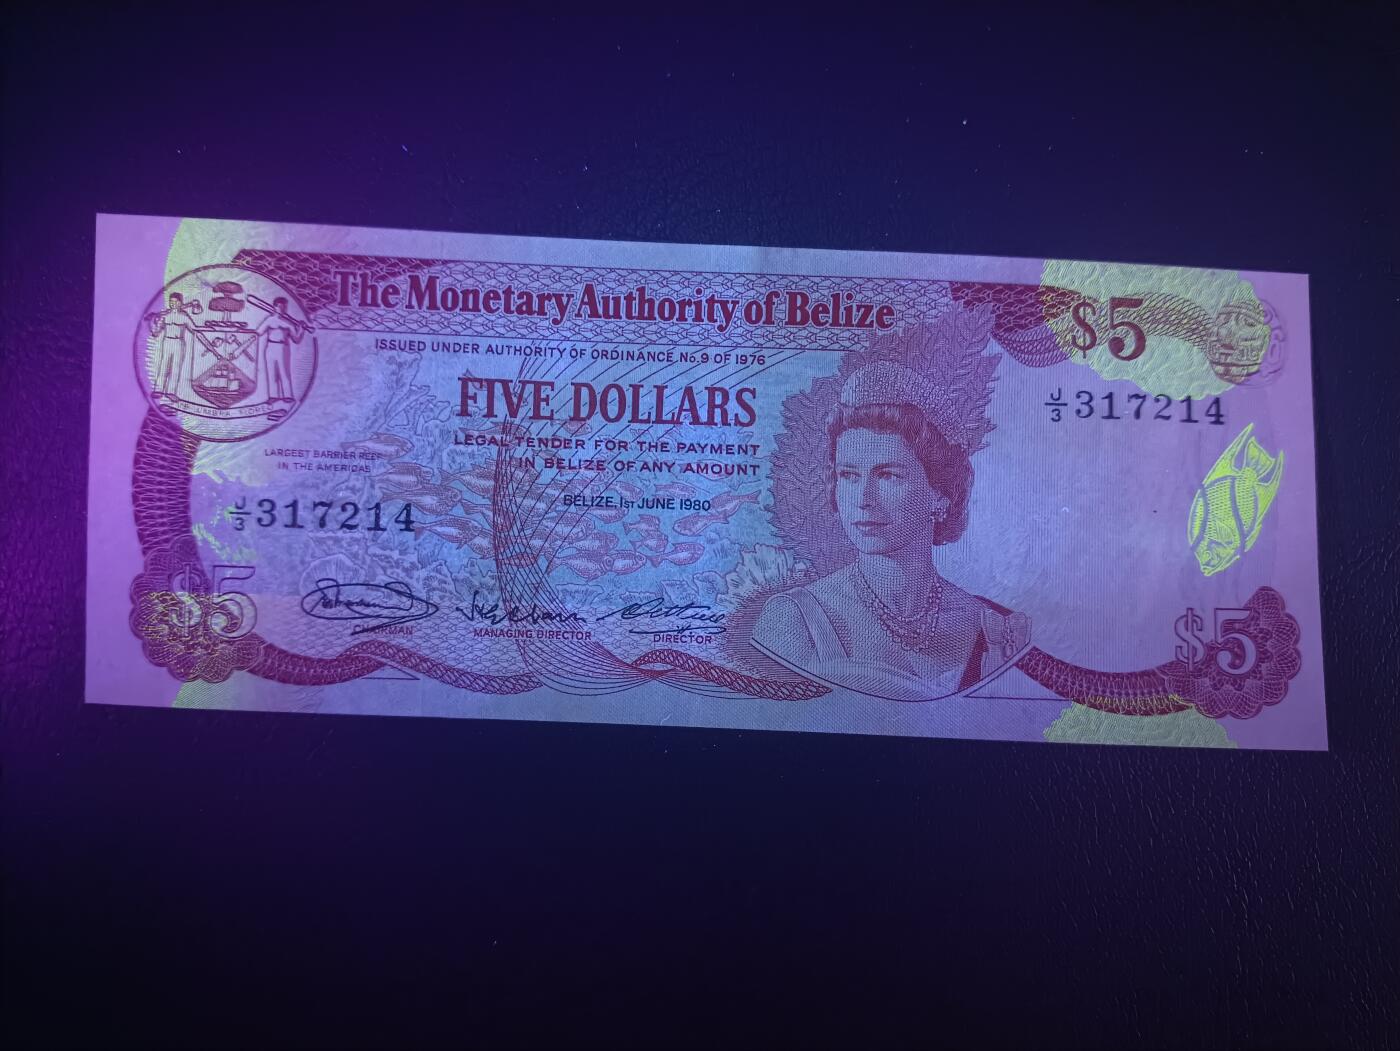 The Monetary Authority of Belize
ISSUED UNDER AUTHORITY OF ORDINANCE No.9 OF 1976
$5
FIVE DOLLARS
J/3 317214
LEGAL TENDER FOR THE PAYMENT
IN BELIZE OF ANY AMOUNT
LARGEST BARRIER REEF
IN THE AMERICAS
BELIZE, 1ST JUNE 1980
J/3 317214
$5
CHAIRMAN
MANAGING DIRECTOR
DIRECTOR
$5